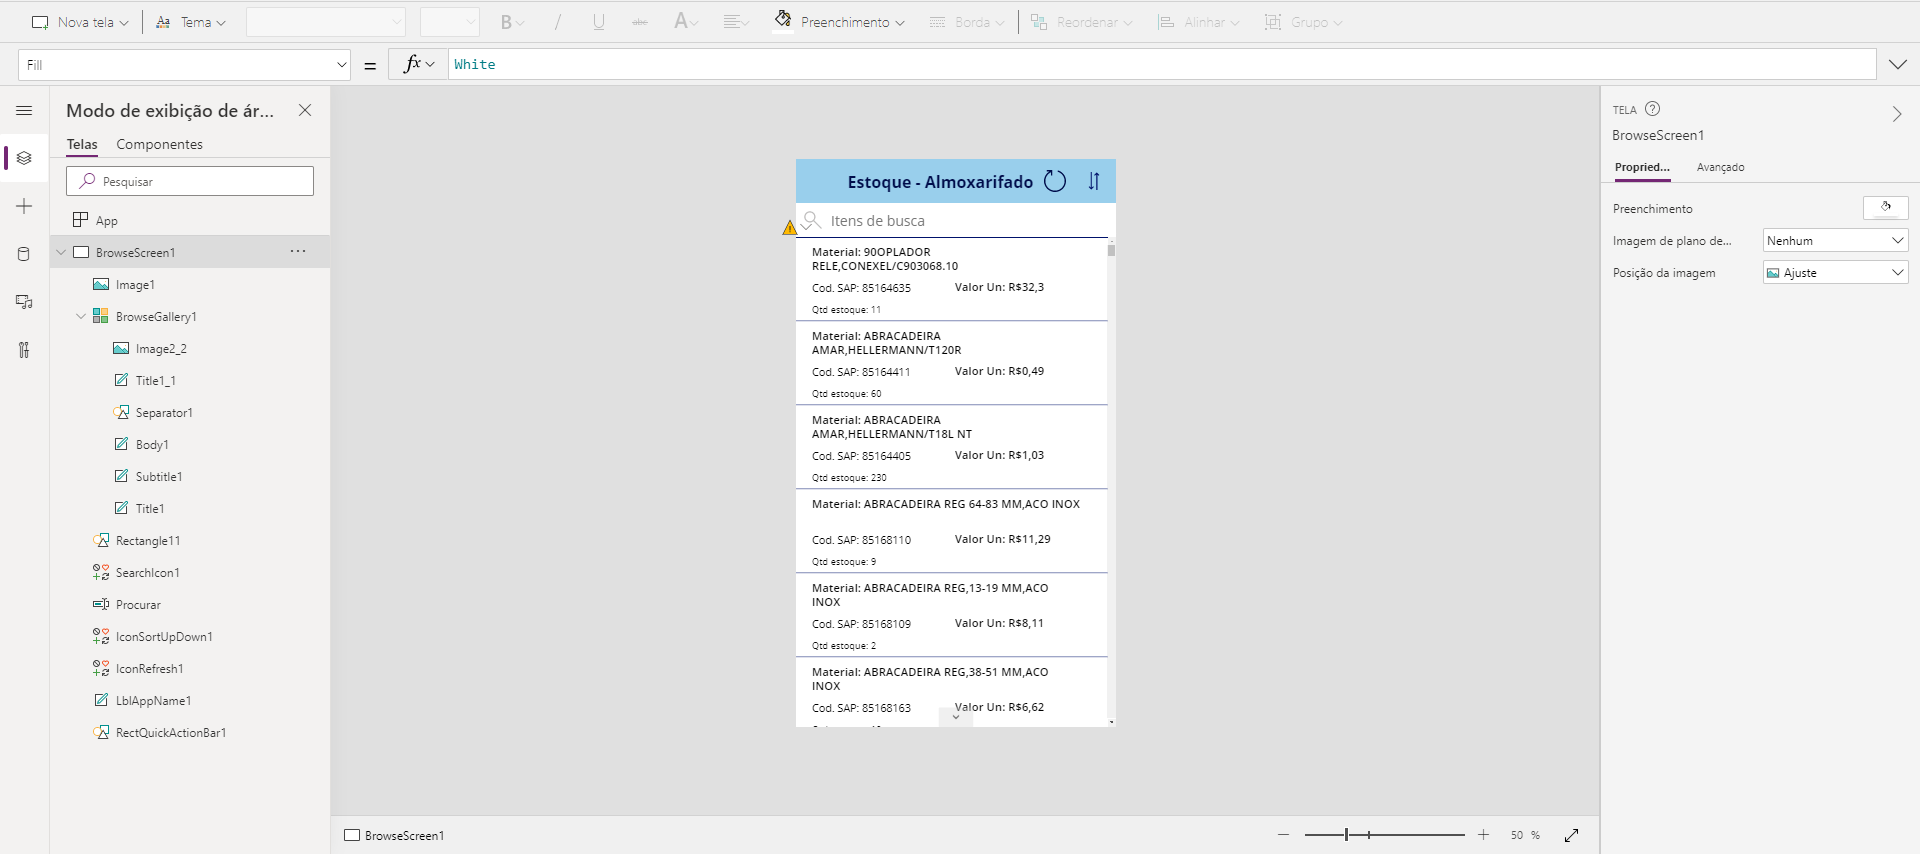 Nova tela
Tema
B
/
U
abc
A
Preenchimento
Borda
Reordenar
Alinhar
Grupo
Fill
=
fx
White
Modo de exibição de ár...
Telas
Componentes
Pesquisar
App
BrowseScreen1
Image1
BrowseGallery1
Image2_2
Title1_1
Separator1
Body1
Subtitle1
Title1
Rectangle11
SearchIcon1
Procurar
IconSortUpDown1
IconRefresh1
LblAppName1
RectQuickActionBar1
Estoque - Almoxarifado
Itens de busca
Material: 90OPLADOR
RELE,CONEXEL/C903068.10
Cod. SAP: 85164635
Valor Un: R$32,3
Qtd estoque: 11
Material: ABRACADEIRA
AMAR,HELLERMANN/T120R
Cod. SAP: 85164411
Valor Un: R$0,49
Qtd estoque: 60
Material: ABRACADEIRA
AMAR,HELLERMANN/T18L NT
Cod. SAP: 85164405
Valor Un: R$1,03
Qtd estoque: 230
Material: ABRACADEIRA REG 64-83 MM,ACO INOX
Cod. SAP: 85168110
Valor Un: R$11,29
Qtd estoque: 9
Material: ABRACADEIRA REG,13-19 MM,ACO
INOX
Cod. SAP: 85168109
Valor Un: R$8,11
Qtd estoque: 2
Material: ABRACADEIRA REG,38-51 MM,ACO
INOX
Cod. SAP: 85168163
Valor Un: R$6,62
BrowseScreen1
50 %
TELA
BrowseScreen1
Propried...
Avançado
Preenchimento
Imagem de plano de...
Nenhum
Posição da imagem
Ajuste